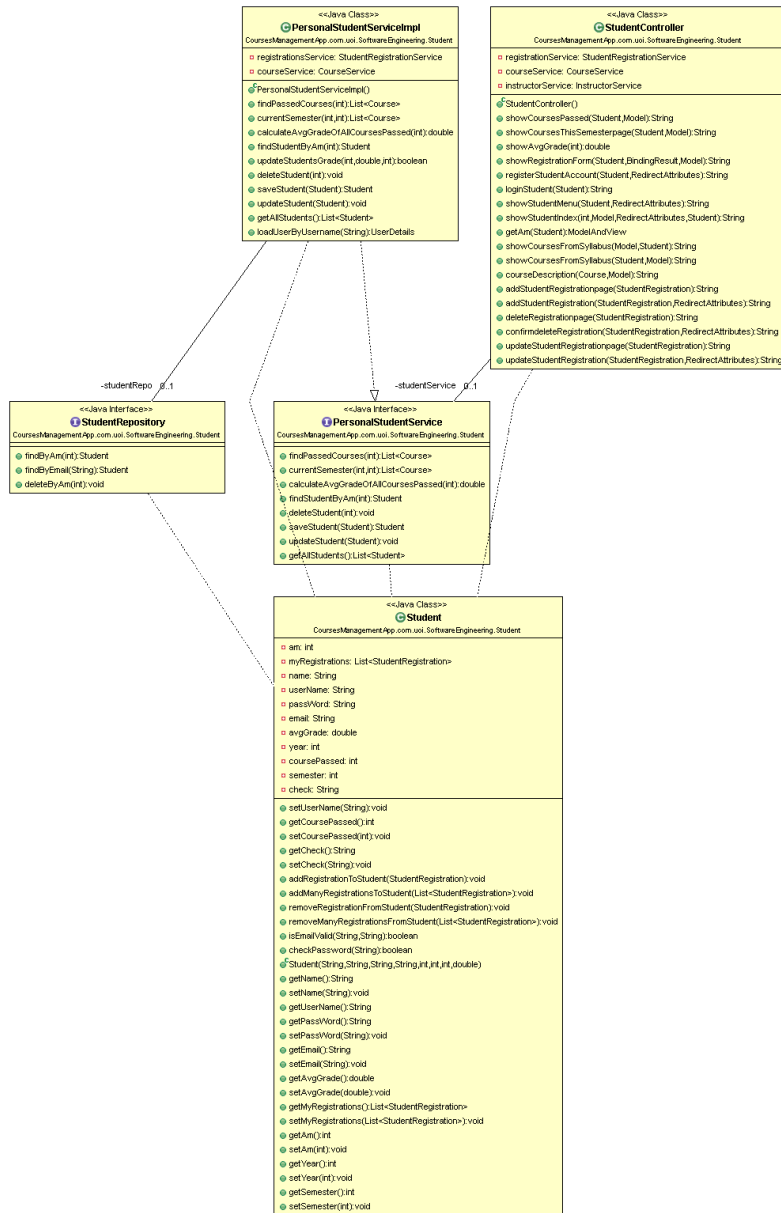 <<Java Class>>
PersonalStudentServiceImpl
CoursesManagementApp.com.uoi.SoftwareEngineering.Student
registrationsService: StudentRegistrationService
courseService: CourseService
PersonalStudentServiceImpl()
findPassedCourses(int):List<Course>
currentSemester(int,int):List<Course>
calculateAvgGradeOfAllCoursesPassed(int):double
findStudentByAm(int):Student
updateStudentsGrade(int,double,int):boolean
deleteStudent(int):void
saveStudent(Student):Student
updateStudent(Student):void
getAllStudents():List<Student>
loadUserByUsername(String):UserDetails
<<Java Class>>
StudentController
CoursesManagementApp.com.uoi.SoftwareEngineering.Student
registrationService: StudentRegistrationService
courseService: CourseService
instructorService: InstructorService
StudentController()
showCoursesPassed(Student,Model):String
showCoursesThisSemesterpage(Student,Model):String
showAvgGrade(int):double
showRegistrationForm(Student,BindingResult,Model):String
registerStudentAccount(Student,RedirectAttributes):String
loginStudent(Student):String
showStudentMenu(Student,RedirectAttributes):String
showStudentIndex(int,Model,RedirectAttributes,Student):String
getAm(Student):ModelAndView
showCoursesFromSyllabus(Model,Student):String
showCoursesFromSyllabus(Student,Model):String
courseDescription(Course,Model):String
addStudentRegistrationpage(StudentRegistration):String
addStudentRegistration(StudentRegistration,RedirectAttributes):String
deleteRegistrationpage(StudentRegistration):String
confirmdeleteRegistration(StudentRegistration,RedirectAttributes):String
updateStudentRegistrationpage(StudentRegistration):String
updateStudentRegistration(StudentRegistration,RedirectAttributes):String
-studentRepo 0..1
-studentService 0..1
<<Java Interface>>
StudentRepository
CoursesManagementApp.com.uoi.SoftwareEngineering.Student
findByAm(int):Student
findByEmail(String):Student
deleteByAm(int):void
<<Java Interface>>
PersonalStudentService
CoursesManagementApp.com.uoi.SoftwareEngineering.Student
findPassedCourses(int):List<Course>
currentSemester(int,int):List<Course>
calculateAvgGradeOfAllCoursesPassed(int):double
findStudentByAm(int):Student
deleteStudent(int):void
saveStudent(Student):Student
updateStudent(Student):void
getAllStudents():List<Student>
<<Java Class>>
Student
CoursesManagementApp.com.uoi.SoftwareEngineering.Student
am: int
myRegistrations: List<StudentRegistration>
name: String
userName: String
passWord: String
email: String
avgGrade: double
year: int
coursePassed: int
semester: int
check: String
setUserName(String):void
getCoursePassed():int
setCoursePassed(int):void
getCheck():String
setCheck(String):void
addRegistrationToStudent(StudentRegistration):void
addManyRegistrationsToStudent(List<StudentRegistration>):void
removeRegistrationFromStudent(StudentRegistration):void
removeManyRegistrationsFromStudent(List<StudentRegistration>):void
isEmailValid(String,String):boolean
checkPassword(String):boolean
Student(String,String,String,String,int,int,int,double)
getName():String
setName(String):void
getUserName():String
getPassWord():String
setPassWord(String):void
getEmail():String
setEmail(String):void
getAvgGrade():double
setAvgGrade(double):void
getMyRegistrations():List<StudentRegistration>
setMyRegistrations(List<StudentRegistration>):void
getAm():int
setAm(int):void
getYear():int
setYear(int):void
getSemester():int
setSemester(int):void